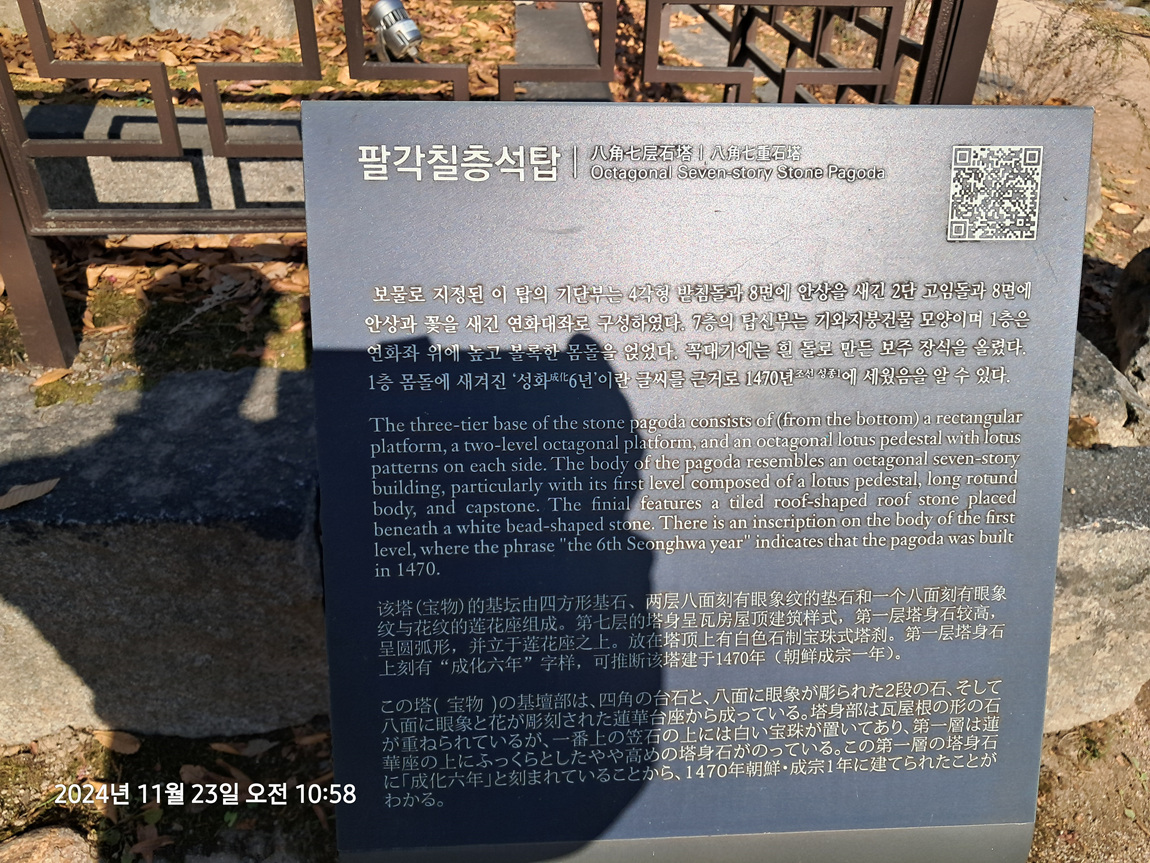 팔각칠층석탑 | 八角七层石塔 | 八角七重石塔
Octagonal Seven-story Stone Pagoda
보물로 지정된 이 탑의 기단부는 4각형 받침돌과 8면에 안상을 새긴 2단 고임돌과 8면에
안상과 꽃을 새긴 연화대좌로 구성하였다. 7층의 탑신부는 기와지붕건물 모양이며 1층은
연화좌 위에 높고 볼록한 몸돌을 얹었다. 꼭대기에는 흰 돌로 만든 보주 장식을 올렸다.
1층 몸돌에 새겨진 '성화成化6년'이란 글씨를 근거로 1470년조선 성종1에 세웠음을 알 수 있다.
The three-tier base of the stone pagoda consists of (from the bottom) a rectangular
platform, a two-level octagonal platform, and an octagonal lotus pedestal with lotus
patterns on each side. The body of the pagoda resembles an octagonal seven-story
building, particularly with its first level composed of a lotus pedestal, long rotund
body, and capstone. The finial features a tiled roof-shaped roof stone placed
beneath a white bead-shaped stone. There is an inscription on the body of the first
level, where the phrase "the 6th Seonghwa year" indicates that the pagoda was built
in 1470.
该塔(宝物)的基坛由四方形基石、两层八面刻有眼象纹的垫石和一个八面刻有眼象
纹与花纹的莲花座组成。第七层的塔身呈瓦房屋顶建筑样式，第一层塔身石较高，
呈圆弧形，并立于莲花座之上。放在塔顶上有白色石制宝珠式塔刹。第一层塔身石
上刻有“成化六年”字样，可推断该塔建于1470年（朝鲜成宗一年）。
この塔( 宝物 )の基壇部は、四角の台石と、八面に眼象が彫られた2段の石、そして
八面に眼象と花が彫刻された蓮華台座から成っている。塔身部は瓦屋根の形の石
が重ねられているが、一番上の笠石の上には白い宝珠が置いてあり、第一層は蓮
華座の上にふっくらとしたやや高めの塔身石がのっている。この第一層の塔身石
に「成化六年」と刻まれていることから、1470年朝鮮・成宗1年に建てられたことが
わかる。
2024년 11월 23일 오전 10:58